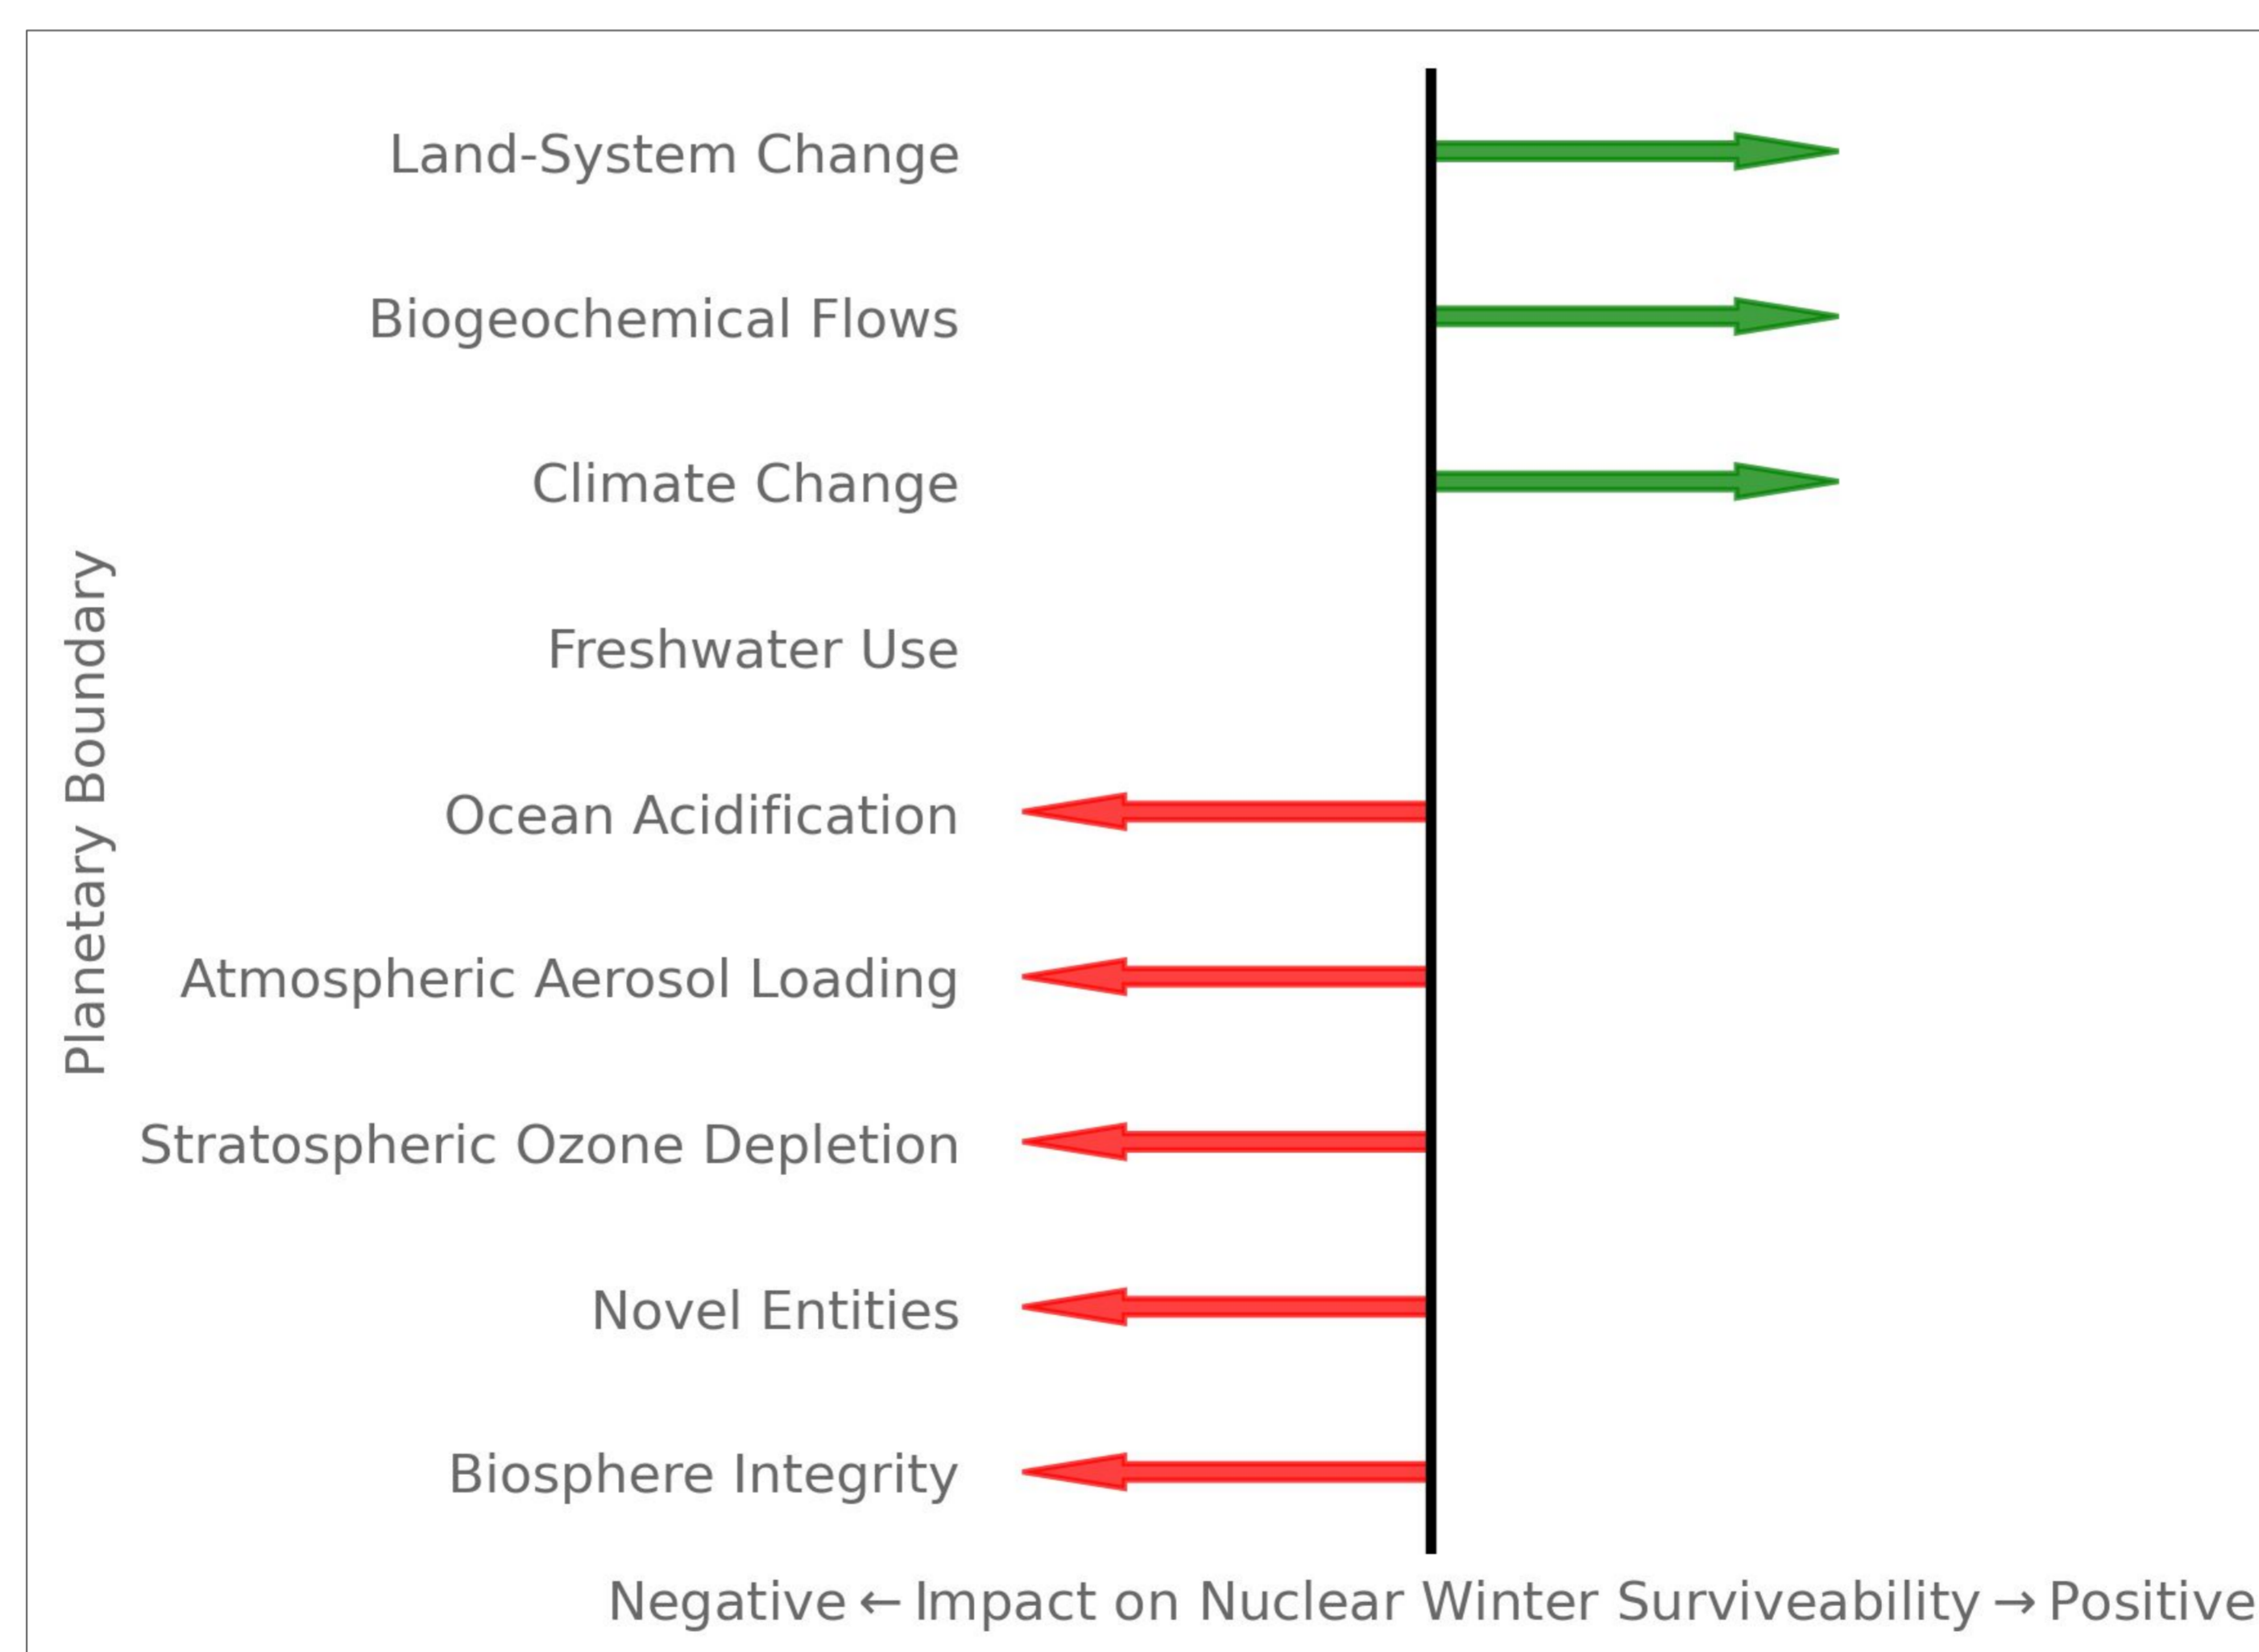 Land-System Change
Biogeochemical Flows
Climate Change
Freshwater Use
Ocean Acidification
Atmospheric Aerosol Loading
Stratospheric Ozone Depletion
Novel Entities
Biosphere Integrity
Planetary Boundary
Negative ← Impact on Nuclear Winter Surviveability → Positive